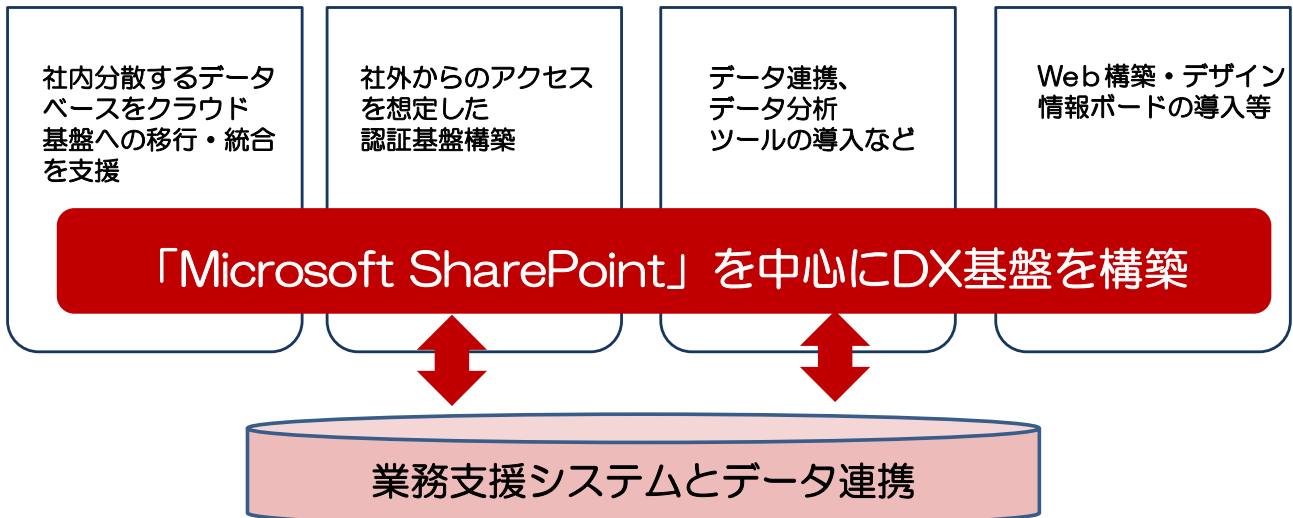 社内分散するデータ
ベースをクラウド
基盤への移行・統合
を支援
社外からのアクセス
を想定した
認証基盤構築
データ連携、
データ分析
ツールの導入など
Web構築・デザイン
情報ボードの導入等
「Microsoft SharePoint」を中心にDX基盤を構築
業務支援システムとデータ連携